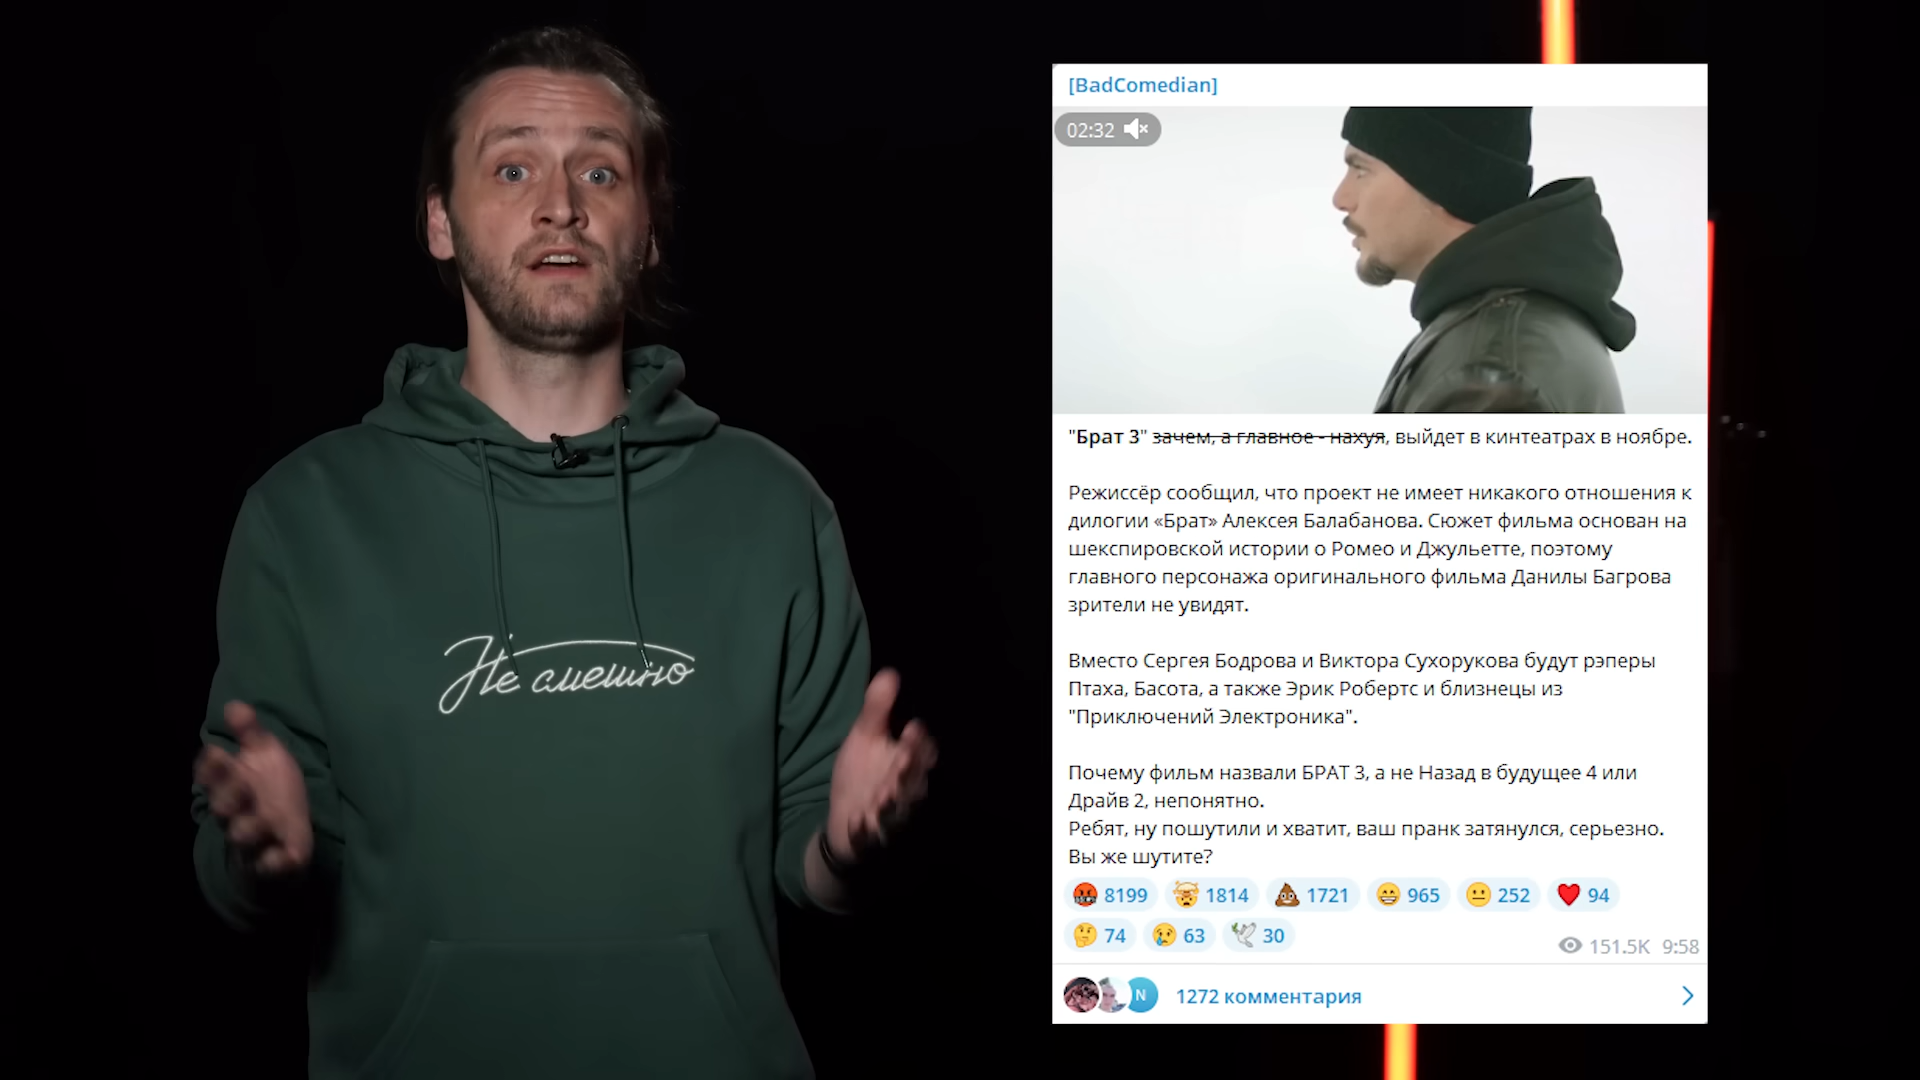 [BadComedian]
02:32
"Брат 3" зачем, а главное - нахуя, выйдет в кинтеатрах в ноябре.
Режиссёр сообщил, что проект не имеет никакого отношения к
дилогии «Брат» Алексея Балабанова. Сюжет фильма основан на
шекспировской истории о Ромео и Джульетте, поэтому
главного персонажа оригинального фильма Данилы Багрова
зрители не увидят.
Вместо Сергея Бодрова и Виктора Сухорукова будут рэперы
Птаха, Басота, а также Эрик Робертс и близнецы из
"Приключений Электроника".
Почему фильм назвали БРАТ 3, а не Назад в будущее 4 или
Драйв 2, непонятно.
Ребят, ну пошутили и хватит, ваш пранк затянулся, серьезно.
Вы же шутите?
8199 1814 1721 965 252 94
74 63 30
151.5K 9:58
N
1272 комментария
Не смешно